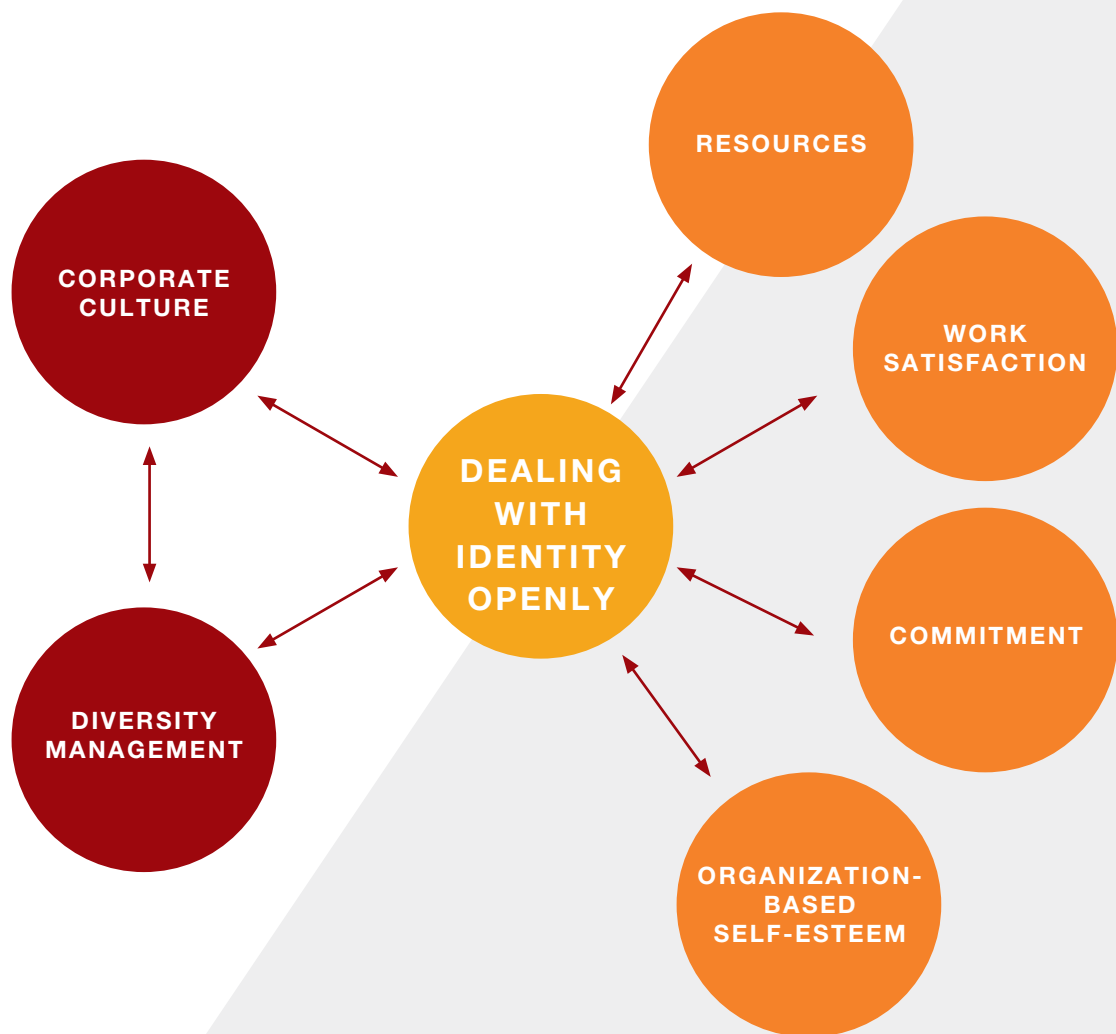 RESOURCES
CORPORATE
CULTURE
WORK
SATISFACTION
DEALING
WITH
IDENTITY
OPENLY
COMMITMENT
DIVERSITY
MANAGEMENT
ORGANIZATION-
BASED
SELF-ESTEEM